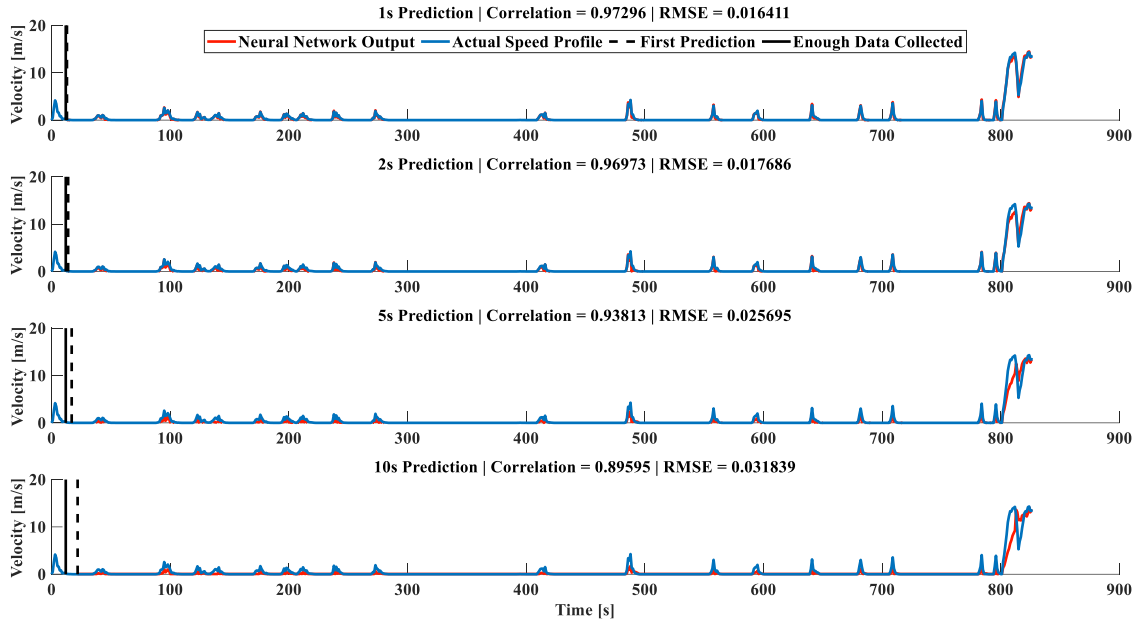 1s Prediction | Correlation = 0.97296 | RMSE = 0.016411
Neural Network Output Actual Speed Profile First Prediction Enough Data Collected
Velocity [m/s]
20
10
0
0 100 200 300 400 500 600 700 800 900
2s Prediction | Correlation = 0.96973 | RMSE = 0.017686
Velocity [m/s]
20
10
0
0 100 200 300 400 500 600 700 800 900
5s Prediction | Correlation = 0.93813 | RMSE = 0.025695
Velocity [m/s]
20
10
0
0 100 200 300 400 500 600 700 800 900
10s Prediction | Correlation = 0.89595 | RMSE = 0.031839
Velocity [m/s]
20
10
0
0 100 200 300 400 500 600 700 800 900
Time [s]